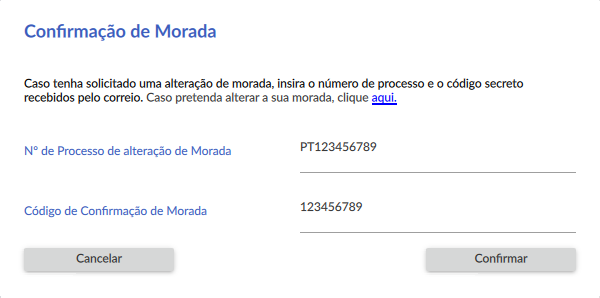 Confirmação de Morada
Caso tenha solicitado uma alteração de morada, insira o número de processo e o código secreto
recebidos pelo correio. Caso pretenda alterar a sua morada, clique aqui.
Nº de Processo de alteração de Morada
PT123456789
Código de Confirmação de Morada
123456789
Cancelar
Confirmar